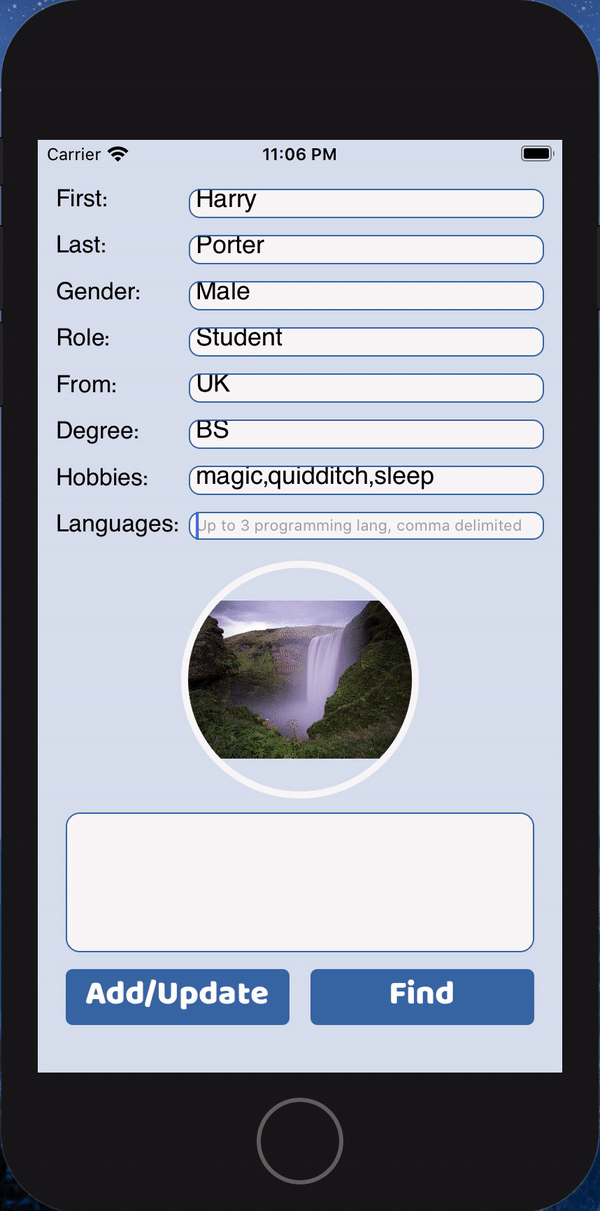 Carrier 11:06 PM
First: Harry
Last: Porter
Gender: Male
Role: Student
From: UK
Degree: BS
Hobbies: magic,quidditch,sleep
Languages: Up to 3 programming lang, comma delimited
Add/Update Find